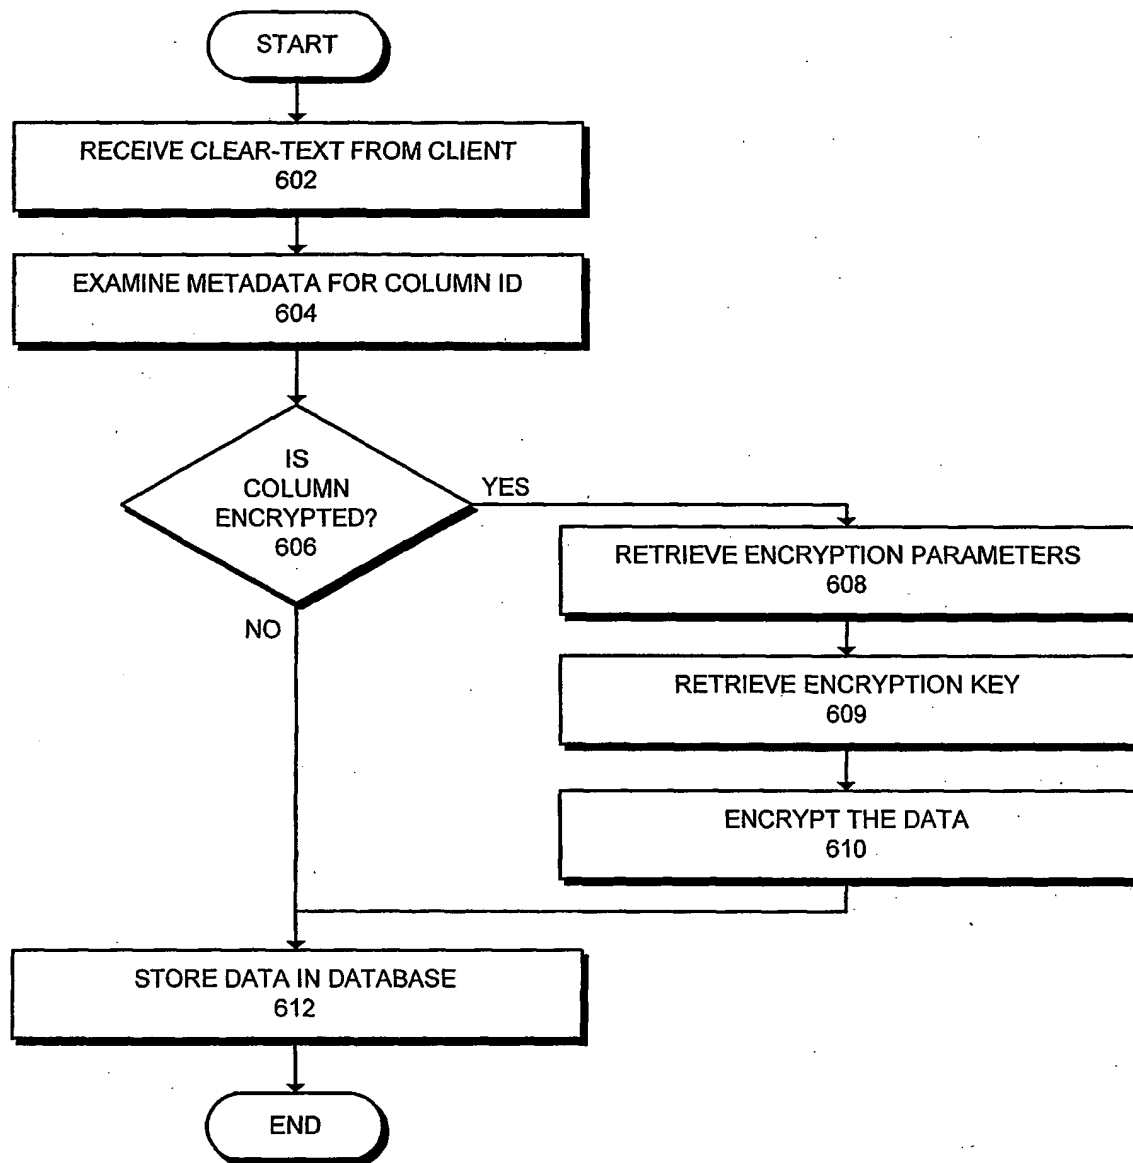 START
RECEIVE CLEAR-TEXT FROM CLIENT
602
EXAMINE METADATA FOR COLUMN ID
604
IS
COLUMN
ENCRYPTED?
606
YES
NO
RETRIEVE ENCRYPTION PARAMETERS
608
RETRIEVE ENCRYPTION KEY
609
ENCRYPT THE DATA
610
STORE DATA IN DATABASE
612
END